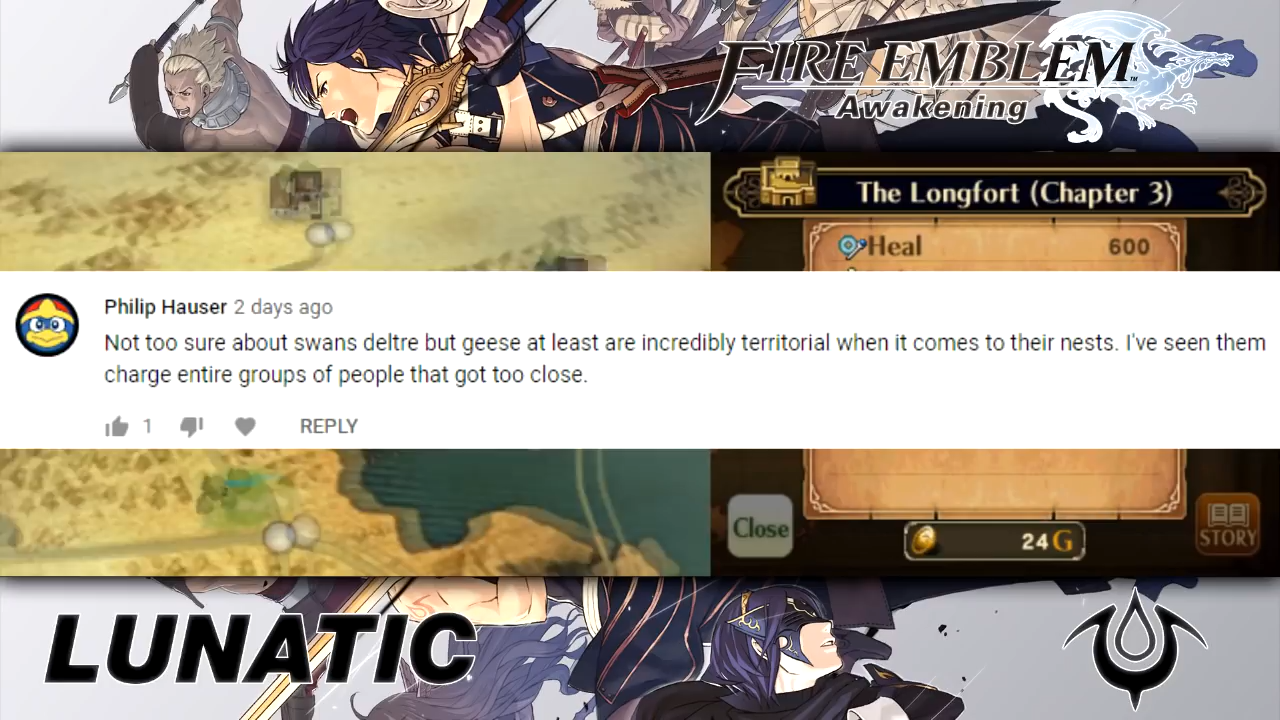 FIRE EMBLEM™
Awakening
The Longfort (Chapter 3)
Heal 600
Philip Hauser 2 days ago
Not too sure about swans deltre but geese at least are incredibly territorial when it comes to their nests. I've seen them
charge entire groups of people that got too close.
1 REPLY
Close
24 G
STORY
LUNATIC